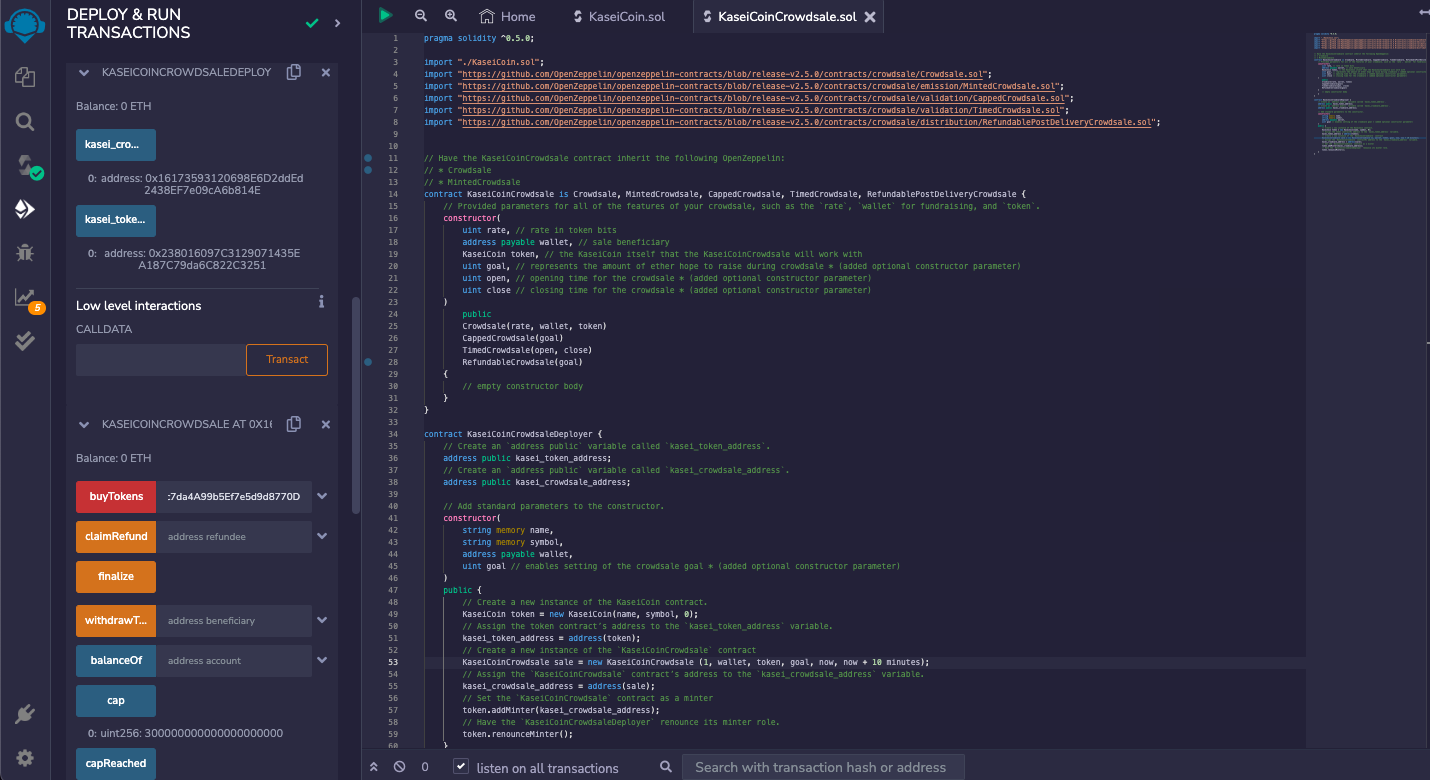 DEPLOY & RUN
TRANSACTIONS
KASEICOINCROWDSALEDEPLOY
Balance: 0 ETH
kasei_cro...
0: address: 0x16173593120698E6D2ddEd
2438EF7e09cA6b814E
kasei_toke...
0: address: 0x238016097C3129071435E
A187C79da6C822C3251
Low level interactions
i
CALLDATA
Transact
KASEICOINCROWDSALE AT 0X16
Balance: 0 ETH
buyTokens
:7da4A99b5Ef7e5d9d8770D
claimRefund
address refundee
finalize
withdrawT...
address beneficiary
balanceOf
address account
cap
0: uint256: 300000000000000000000
capReached
5
Home
KaseiCoin.sol
KaseiCoinCrowdsale.sol
1 pragma solidity ^0.5.0;
2
3 import "./KaseiCoin.sol";
4 import "https://github.com/OpenZeppelin/openzeppelin-contracts/blob/release-v2.5.0/contracts/crowdsale/Crowdsale.sol";
5 import "https://github.com/OpenZeppelin/openzeppelin-contracts/blob/release-v2.5.0/contracts/crowdsale/emission/MintedCrowdsale.sol";
6 import "https://github.com/OpenZeppelin/openzeppelin-contracts/blob/release-v2.5.0/contracts/crowdsale/validation/CappedCrowdsale.sol";
7 import "https://github.com/OpenZeppelin/openzeppelin-contracts/blob/release-v2.5.0/contracts/crowdsale/validation/TimedCrowdsale.sol";
8 import "https://github.com/OpenZeppelin/openzeppelin-contracts/blob/release-v2.5.0/contracts/crowdsale/distribution/RefundablePostDeliveryCrowdsale.sol";
9
10
11 // Have the KaseiCoinCrowdsale contract inherit the following OpenZeppelin:
12 // * Crowdsale
13 // * MintedCrowdsale
14 contract KaseiCoinCrowdsale is Crowdsale, MintedCrowdsale, CappedCrowdsale, TimedCrowdsale, RefundablePostDeliveryCrowdsale {
15 // Provided parameters for all of the features of your crowdsale, such as the `rate`, `wallet` for fundraising, and `token`.
16 constructor(
17 uint rate, // rate in token bits
18 address payable wallet, // sale beneficiary
19 KaseiCoin token, // the KaseiCoin itself that the KaseiCoinCrowdsale will work with
20 uint goal, // represents the amount of ether hope to raise during crowdsale * (added optional constructor parameter)
21 uint open, // opening time for the crowdsale * (added optional constructor parameter)
22 uint close // closing time for the crowdsale * (added optional constructor parameter)
23 )
24 public
25 Crowdsale(rate, wallet, token)
26 CappedCrowdsale(goal)
27 TimedCrowdsale(open, close)
28 RefundableCrowdsale(goal)
29 {
30 // empty constructor body
31 }
32 }
33
34 contract KaseiCoinCrowdsaleDeployer {
35 // Create an `address public` variable called `kasei_token_address`.
36 address public kasei_token_address;
37 // Create an `address public` variable called `kasei_crowdsale_address`.
38 address public kasei_crowdsale_address;
39
40 // Add standard parameters to the constructor.
41 constructor(
42 string memory name,
43 string memory symbol,
44 address payable wallet,
45 uint goal // enables setting of the crowdsale goal * (added optional constructor parameter)
46 )
47 public {
48 // Create a new instance of the KaseiCoin contract.
49 KaseiCoin token = new KaseiCoin(name, symbol, 0);
50 // Assign the token contract's address to the `kasei_token_address` variable.
51 kasei_token_address = address(token);
52 // Create a new instance of the `KaseiCoinCrowdsale` contract
53 KaseiCoinCrowdsale sale = new KaseiCoinCrowdsale (1, wallet, token, goal, now, now + 10 minutes);
54 // Assign the `KaseiCoinCrowdsale` contract's address to the `kasei_crowdsale_address` variable.
55 kasei_crowdsale_address = address(sale);
56 // Set the `KaseiCoinCrowdsale` contract as a minter
57 token.addMinter(kasei_crowdsale_address);
58 // Have the `KaseiCoinCrowdsaleDeployer` renounce its minter role.
59 token.renounceMinter();
60 }
0
listen on all transactions
Search with transaction hash or address